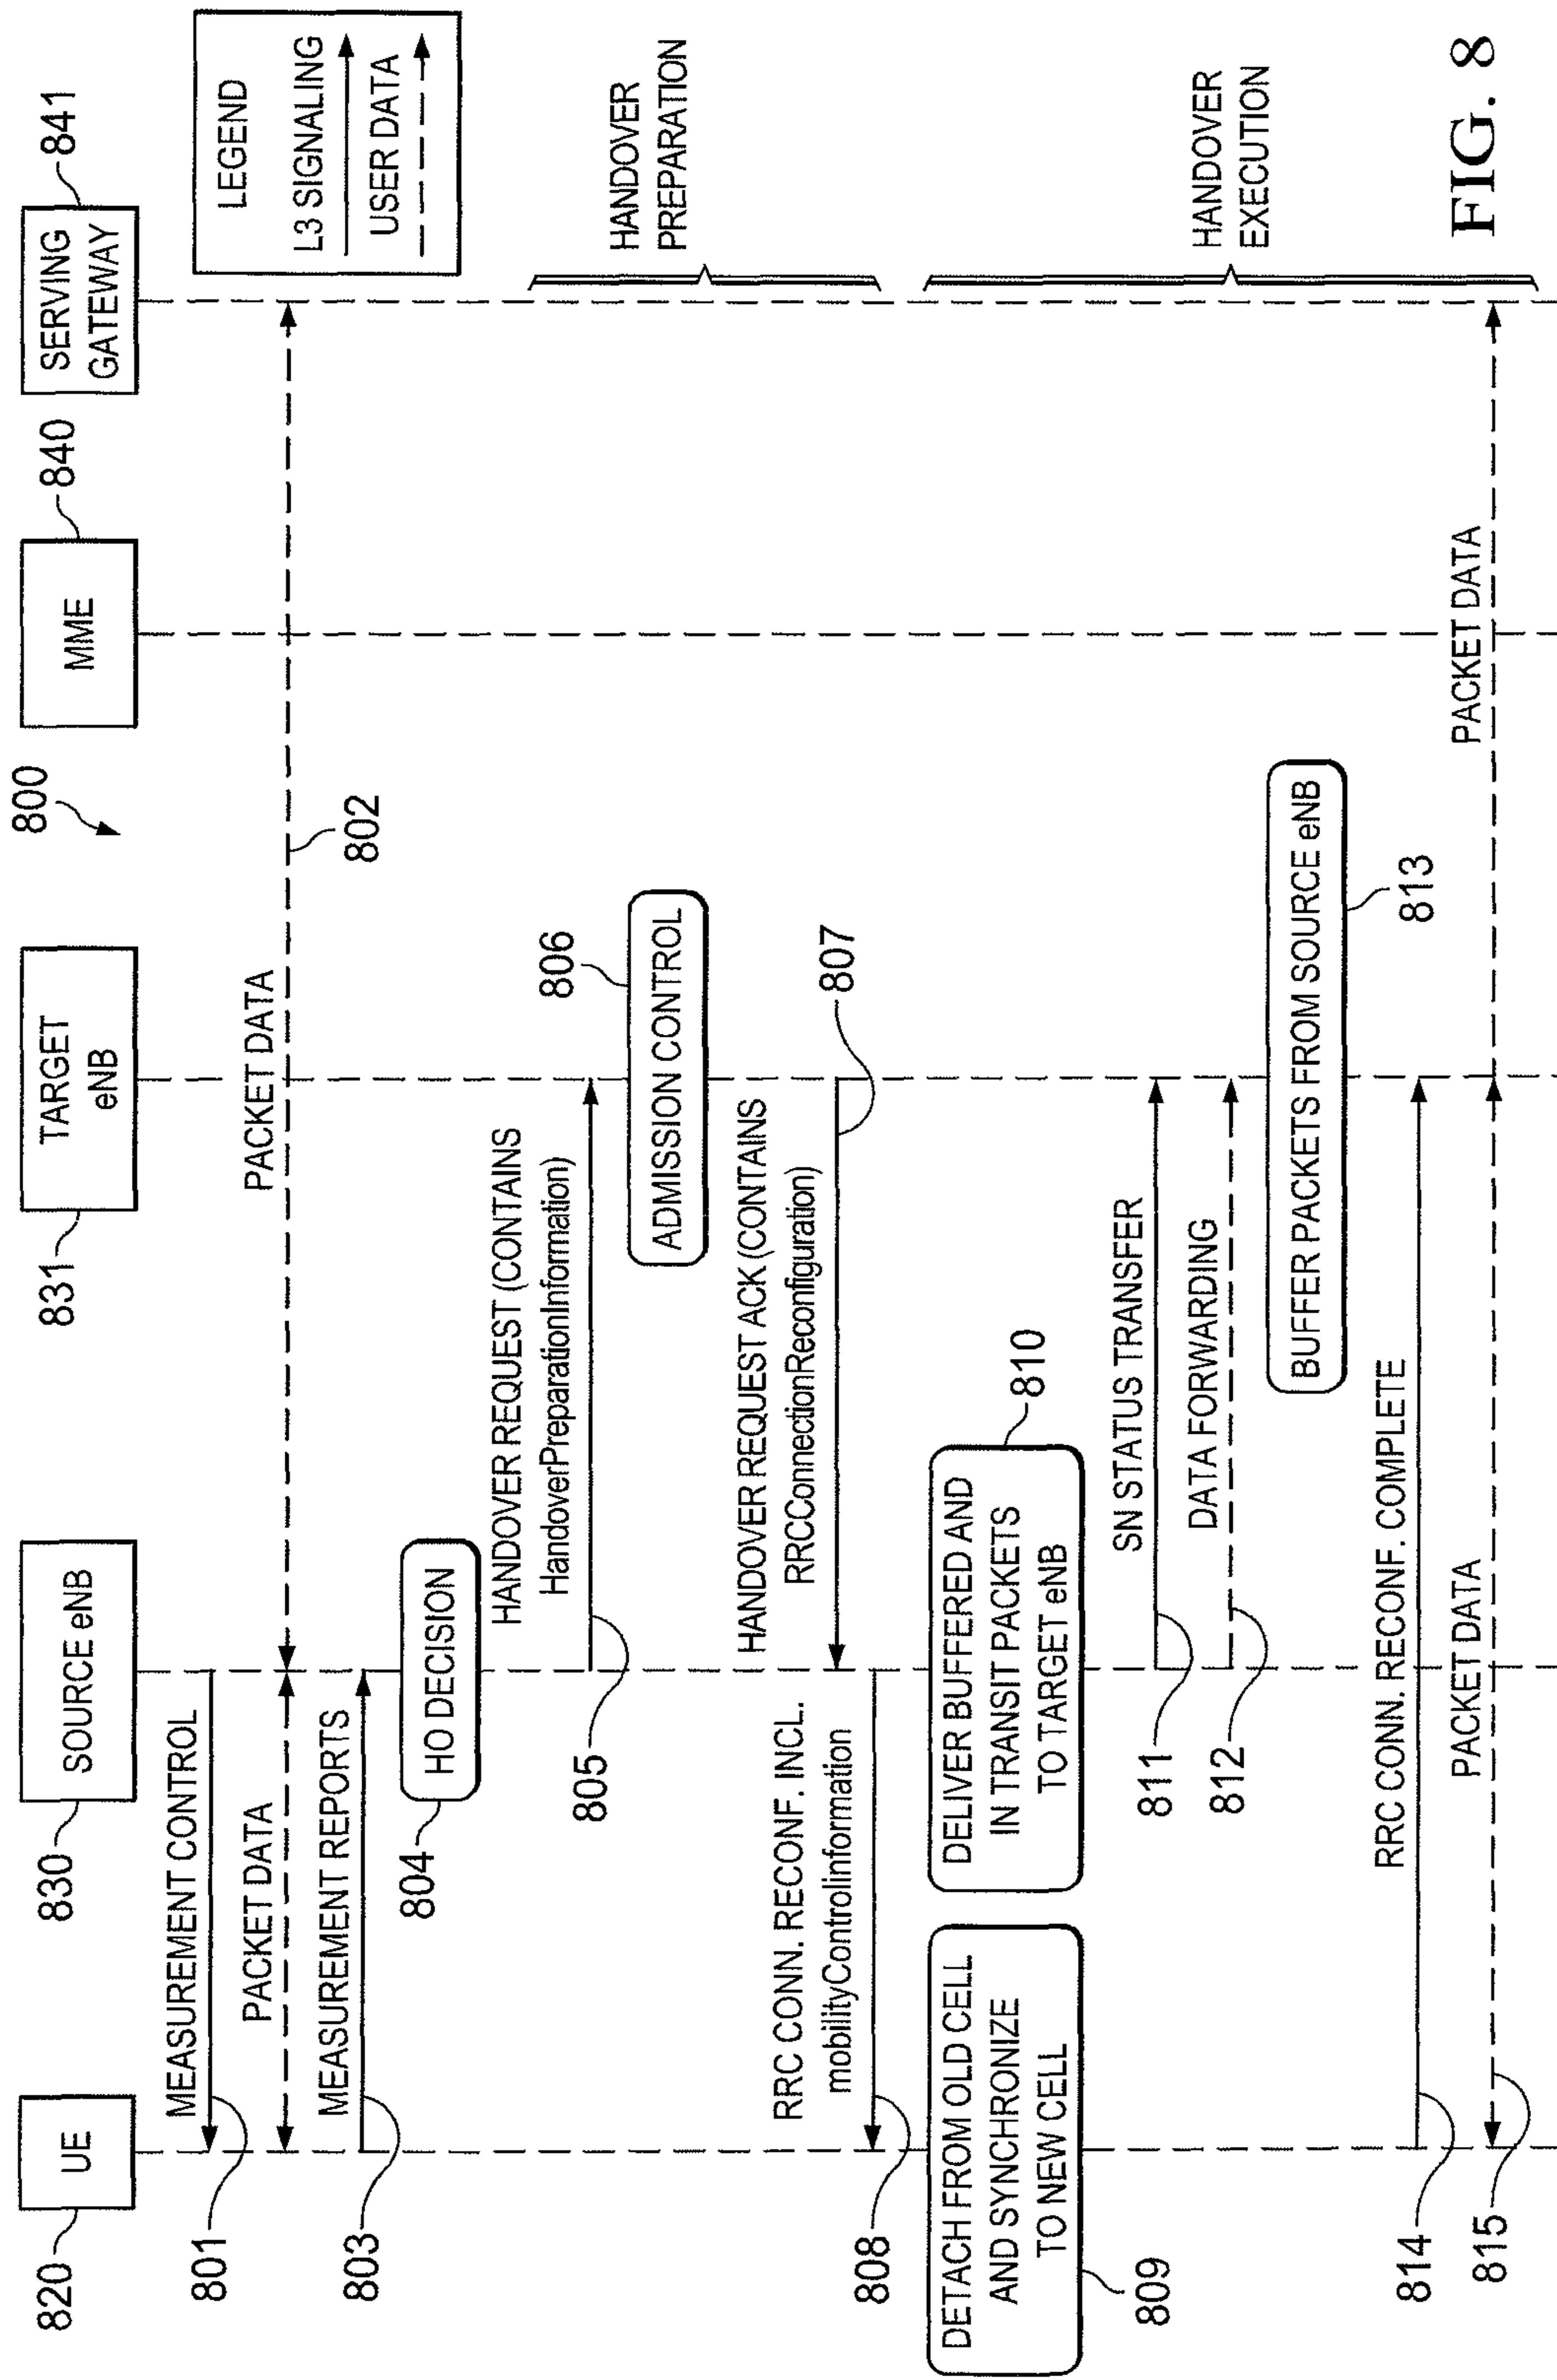 800
UE
820
SOURCE eNB
830
TARGET
eNB
831
MME
840
SERVING
GATEWAY
841
LEGEND
L3 SIGNALING
USER DATA
MEASUREMENT CONTROL
801
PACKET DATA
PACKET DATA
802
MEASUREMENT REPORTS
803
HO DECISION
804
HANDOVER REQUEST (CONTAINS
HandoverPreparationInformation)
805
806
ADMISSION CONTROL
HANDOVER REQUEST ACK (CONTAINS
RRCConnectionReconfiguration)
807
HANDOVER
PREPARATION
RRC CONN. RECONF. INCL.
mobilityControlinformation
808
DETACH FROM OLD CELL
AND SYNCHRONIZE
TO NEW CELL
809
DELIVER BUFFERED AND
IN TRANSIT PACKETS
TO TARGET eNB
810
SN STATUS TRANSFER
811
DATA FORWARDING
812
HANDOVER
EXECUTION
BUFFER PACKETS FROM SOURCE eNB
813
RRC CONN. RECONF. COMPLETE
814
PACKET DATA
PACKET DATA
815
FIG. 8